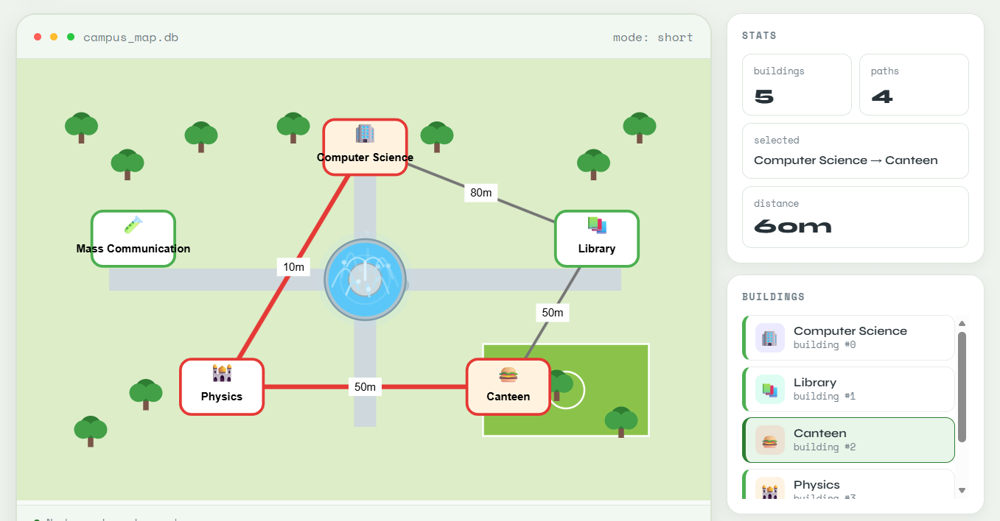 campus_map.db
mode: short
Computer Science
80m
Mass Communication
Library
10m
50m
Physics
50m
Canteen
STATS
buildings
5
paths
4
selected
Computer Science → Canteen
distance
60m
BUILDINGS
Computer Science
building #0
Library
building #1
Canteen
building #2
Physics
building #3